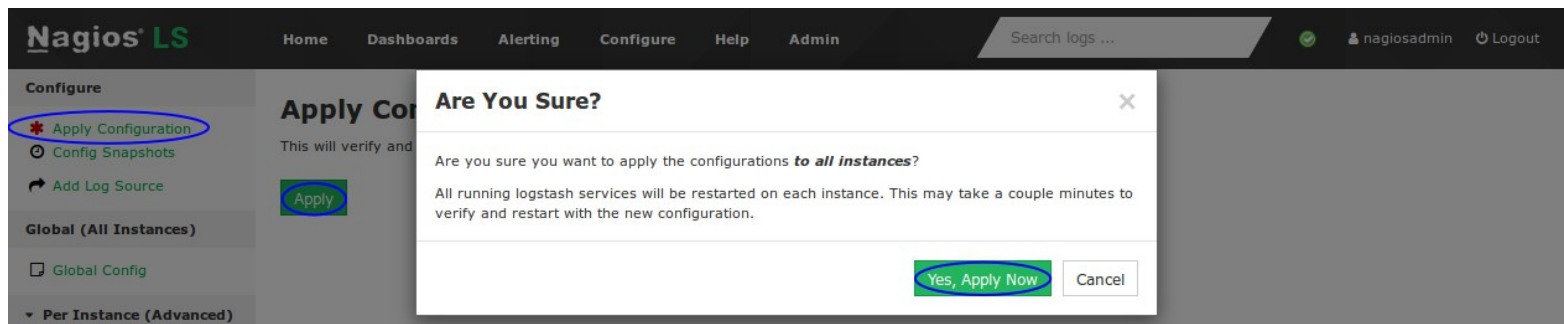 Nagios® LS
Home Dashboards Alerting Configure Help Admin
Search logs ...
nagiosadmin Logout
Configure
Apply Configuration
Config Snapshots
Add Log Source
Global (All Instances)
Global Config
Per Instance (Advanced)
Apply Con
This will verify and
Apply
Are You Sure?
×
Are you sure you want to apply the configurations to all instances?
All running logstash services will be restarted on each instance. This may take a couple minutes to
verify and restart with the new configuration.
Yes, Apply Now Cancel